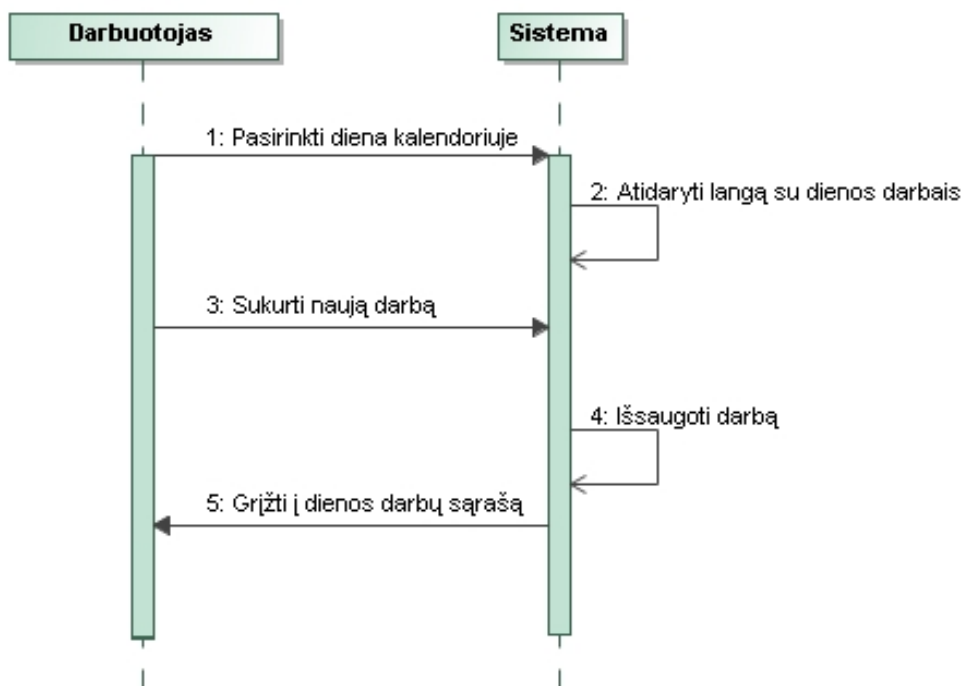 Darbuotojas
Sistema
1: Pasirinkti diena kalendoriuje
2: Atidaryti langą su dienos darbais
3: Sukurti naują darbą
4: Išsaugoti darbą
5: Grįžti į dienos darbų sąrašą